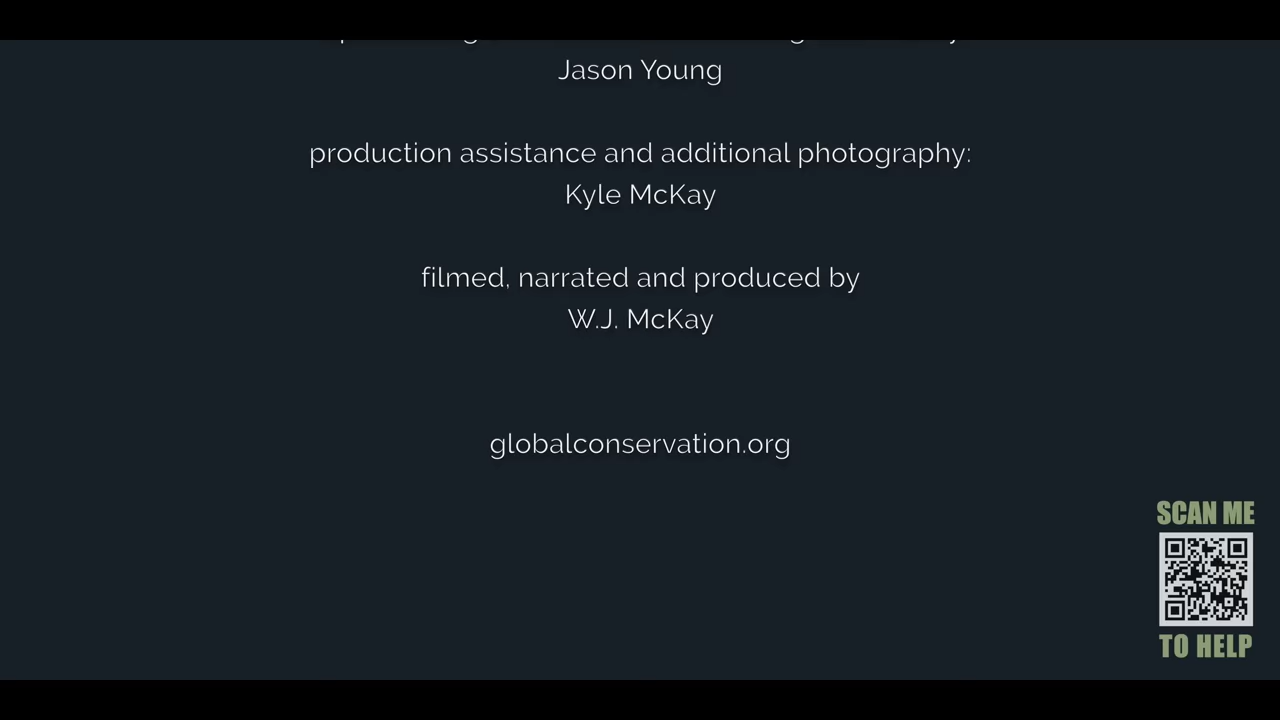 Jason Young
production assistance and additional photography:
Kyle McKay
filmed, narrated and produced by
W.J. McKay
globalconservation.org
SCAN ME
TO HELP